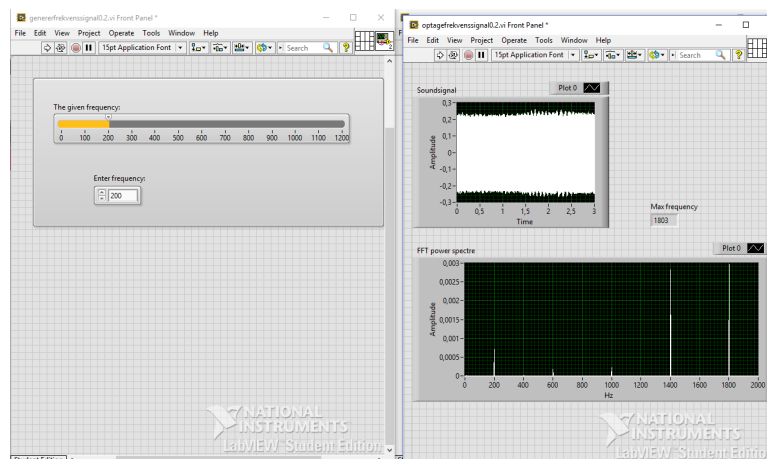 genererfrekvenssignal0.2.vi Front Panel *
File Edit View Project Operate Tools Window Help
15pt Application Font
Search
2
The given frequency:
0 100 200 300 400 500 600 700 800 900 1000 1100 1200
Enter frequency:
200
NATIONAL
INSTRUMENTS
LabVIEW Student Edition
Student Edition
optagefrekvenssignal0.2.vi Front Panel *
File Edit View Project Operate Tools Window Help
15pt Application Font
Search
Soundsignal
Plot 0
Amplitude
0,3-
0,2-
0,1-
0-
-0,1-
-0,2-
-0,3-
0 0,5 1 1,5 2 2,5 3
Time
Max frequency
1803
FFT power spectre
Plot 0
Amplitude
0,003-
0,0025-
0,002-
0,0015-
0,001-
0,0005-
0-
0 200 400 600 800 1000 1200 1400 1600 1800 2000
Hz
NATIONAL
INSTRUMENTS
LabVIEW Student Edition